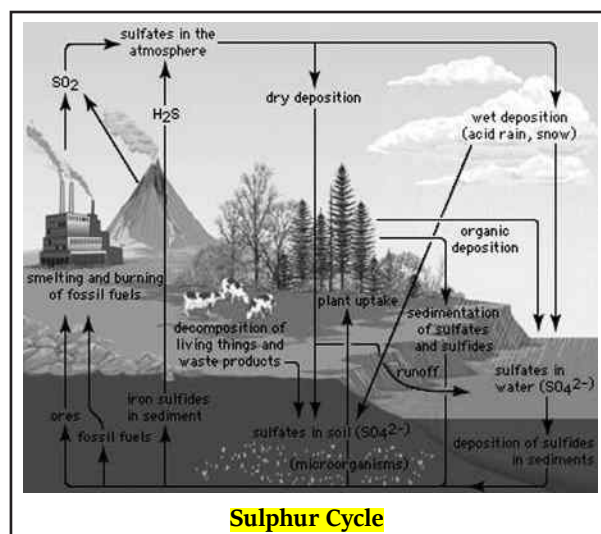 sulfates in the
atmosphere
SO2
H2S
dry deposition
wet deposition
(acid rain, snow)
organic
deposition
smelting and burning
of fossil fuels
plant uptake
decomposition of
living things and
waste products
sedimentation
of sulfates
and sulfides
runoff
sulfates in
water (SO42-)
ores
fossil fuels
iron sulfides
in sediment
sulfates in soil (SO42-)
(microorganisms)
deposition of sulfides
in sediments
Sulphur Cycle